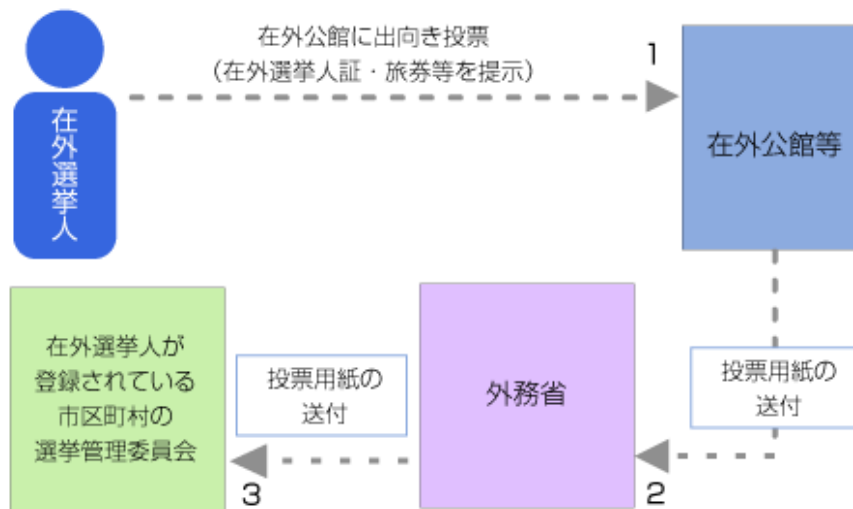 在外公館に出向き投票
（在外選挙人証・旅券等を提示）
1
在外選挙人
在外公館等
在外選挙人が
登録されている
市区町村の
選挙管理委員会
投票用紙の
送付
外務省
投票用紙の
送付
3
2